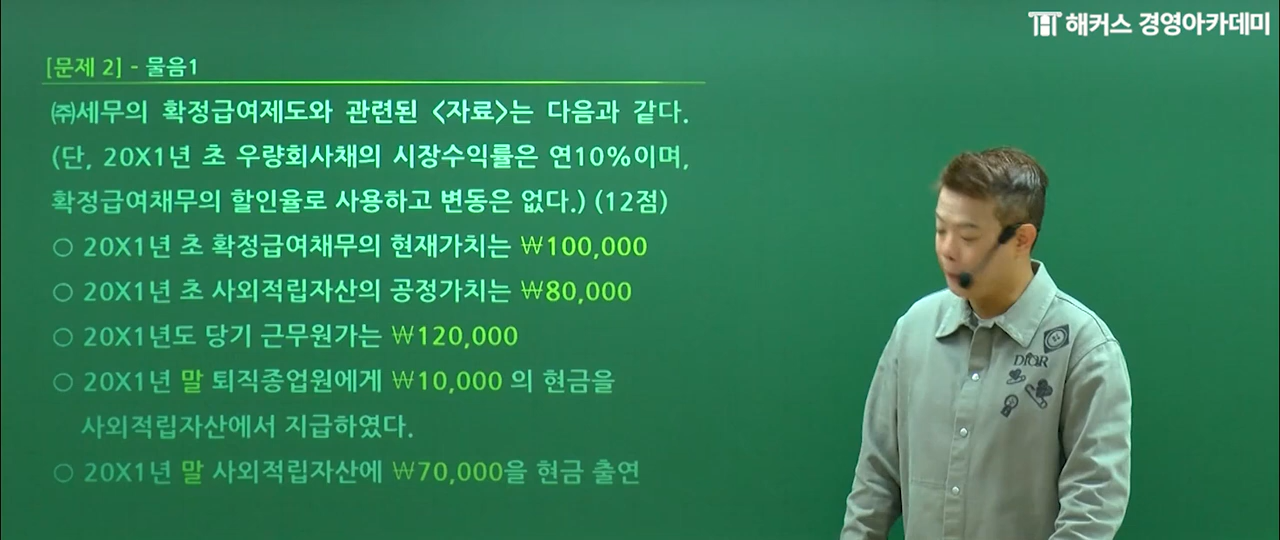 해커스 경영아카데미
[문제 2] - 물음1
㈜세무의 확정급여제도와 관련된 〈자료〉는 다음과 같다.
(단, 20X1년 초 우량회사채의 시장수익률은 연10%이며,
확정급여채무의 할인율로 사용하고 변동은 없다.) (12점)
○ 20X1년 초 확정급여채무의 현재가치는 ₩100,000
○ 20X1년 초 사외적립자산의 공정가치는 ₩80,000
○ 20X1년도 당기 근무원가는 ₩120,000
○ 20X1년 말 퇴직종업원에게 ₩10,000 의 현금을
사외적립자산에서 지급하였다.
○ 20X1년 말 사외적립자산에 ₩70,000을 현금 출연
DIOR